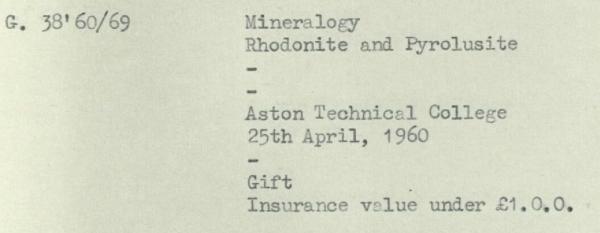 G. 38'60/69
Mineralogy
Rhodonite and Pyrolusite
-
-
Aston Technical College
25th April, 1960
-
Gift
Insurance value under £1.0.0.